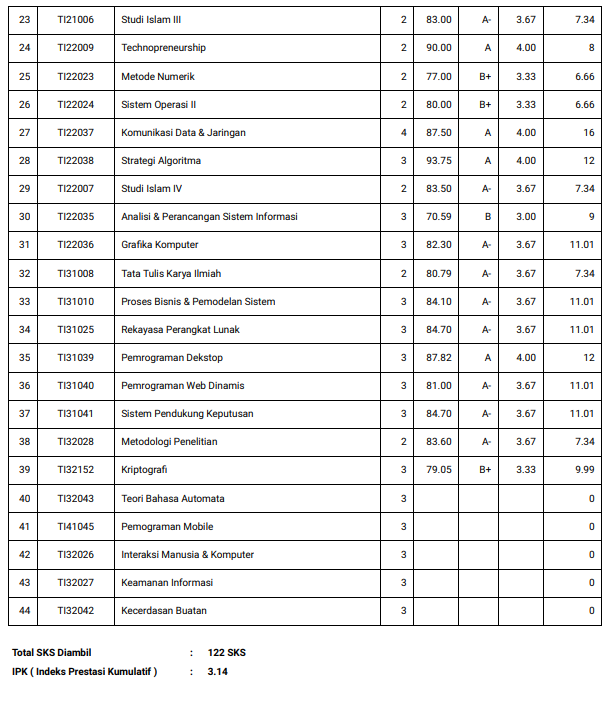 23 TI21006 Studi Islam III 2 83.00 A- 3.67 7.34
24 TI22009 Technopreneurship 2 90.00 A 4.00 8
25 TI22023 Metode Numerik 2 77.00 B+ 3.33 6.66
26 TI22024 Sistem Operasi II 2 80.00 B+ 3.33 6.66
27 TI22037 Komunikasi Data & Jaringan 4 87.50 A 4.00 16
28 TI22038 Strategi Algoritma 3 93.75 A 4.00 12
29 TI22007 Studi Islam IV 2 83.50 A- 3.67 7.34
30 TI22035 Analisi & Perancangan Sistem Informasi 3 70.59 B 3.00 9
31 TI22036 Grafika Komputer 3 82.30 A- 3.67 11.01
32 TI31008 Tata Tulis Karya Ilmiah 2 80.79 A- 3.67 7.34
33 TI31010 Proses Bisnis & Pemodelan Sistem 3 84.10 A- 3.67 11.01
34 TI31025 Rekayasa Perangkat Lunak 3 84.70 A- 3.67 11.01
35 TI31039 Pemrograman Dekstop 3 87.82 A 4.00 12
36 TI31040 Pemrograman Web Dinamis 3 81.00 A- 3.67 11.01
37 TI31041 Sistem Pendukung Keputusan 3 84.70 A- 3.67 11.01
38 TI32028 Metodologi Penelitian 2 83.60 A- 3.67 7.34
39 TI32152 Kriptografi 3 79.05 B+ 3.33 9.99
40 TI32043 Teori Bahasa Automata 3 0
41 TI41045 Pemograman Mobile 3 0
42 TI32026 Interaksi Manusia & Komputer 3 0
43 TI32027 Keamanan Informasi 3 0
44 TI32042 Kecerdasan Buatan 3 0
Total SKS Diambil : 122 SKS
IPK ( Indeks Prestasi Kumulatif ) : 3.14